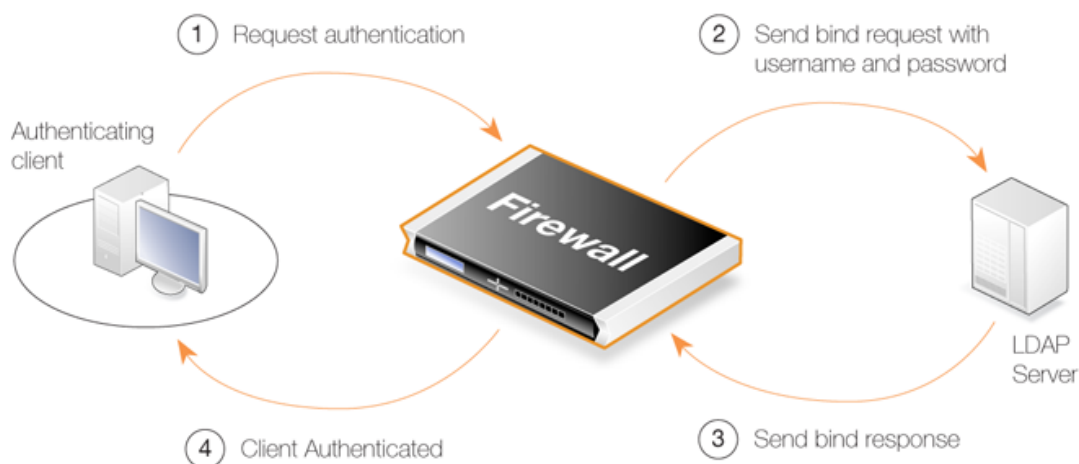 1 Request authentication
2 Send bind request with
username and password
Authenticating
client
Firewall
LDAP
Server
4 Client Authenticated
3 Send bind response